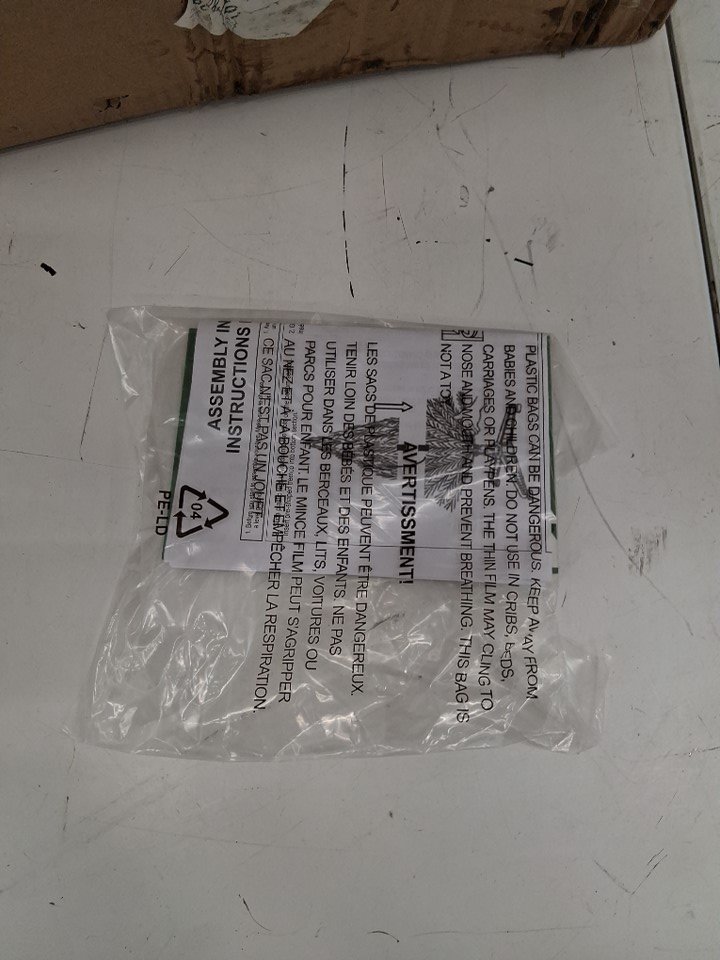 PLASTIC BAGS CAN BE DANGEROUS. KEEP AWAY FROM
BABIES AND CHILDREN. DO NOT USE IN CRIBS, BEDS,
CARRIAGES OR PLAYPENS. THE THIN FILM MAY CLING TO
NOSE AND MOUTH AND PREVENT BREATHING. THIS BAG IS
NOT A TOY
AVERTISSMENT!
LES SACS DE PLASTIQUE PEUVENT ÊTRE DANGEREUX.
TENIR LOIN DES BÉBÉS ET DES ENFANTS. NE PAS
UTILISER DANS LES BERCEAUX, LITS, VOITURES OU
PARCS POUR ENFANT. LE MINCE FILM PEUT S'AGRIPPER
AU NEZ ET À LA BOUCHE ET EMPÊCHER LA RESPIRATION.
CE SAC N'EST PAS UN JOUET
ASSEMBLY IN
INSTRUCTIONS
04
PE-LD